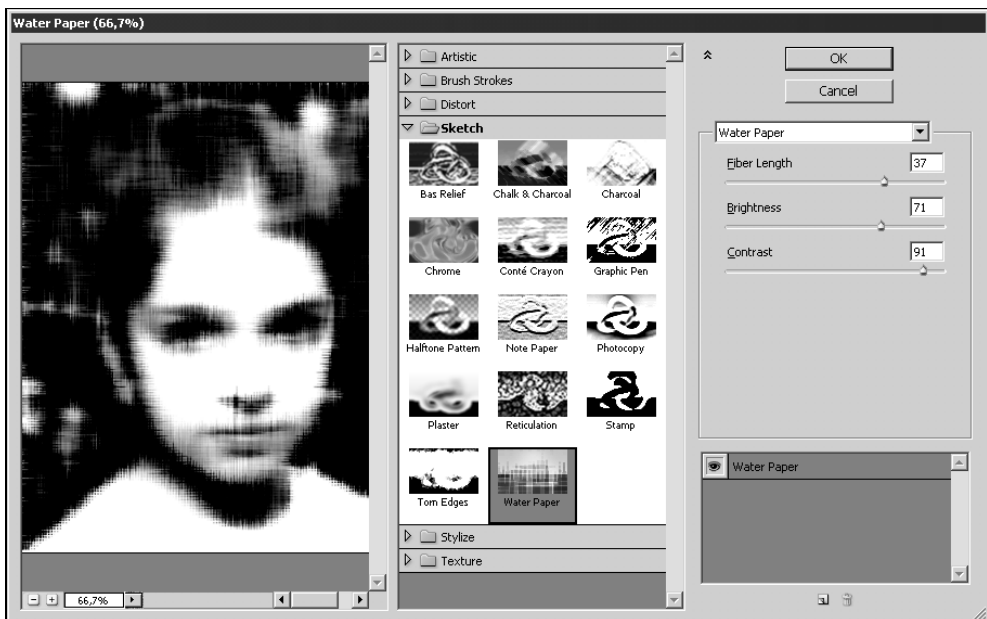 Water Paper (66,7%)
Artistic
Brush Strokes
Distort
Sketch
Bas Relief Chalk & Charcoal Charcoal
Chrome Conté Crayon Graphic Pen
Halftone Pattern Note Paper Photocopy
Plaster Reticulation Stamp
Torn Edges Water Paper
Stylize
Texture
66,7%
OK
Cancel
Water Paper
Fiber Length 37
Brightness 71
Contrast 91
Water Paper